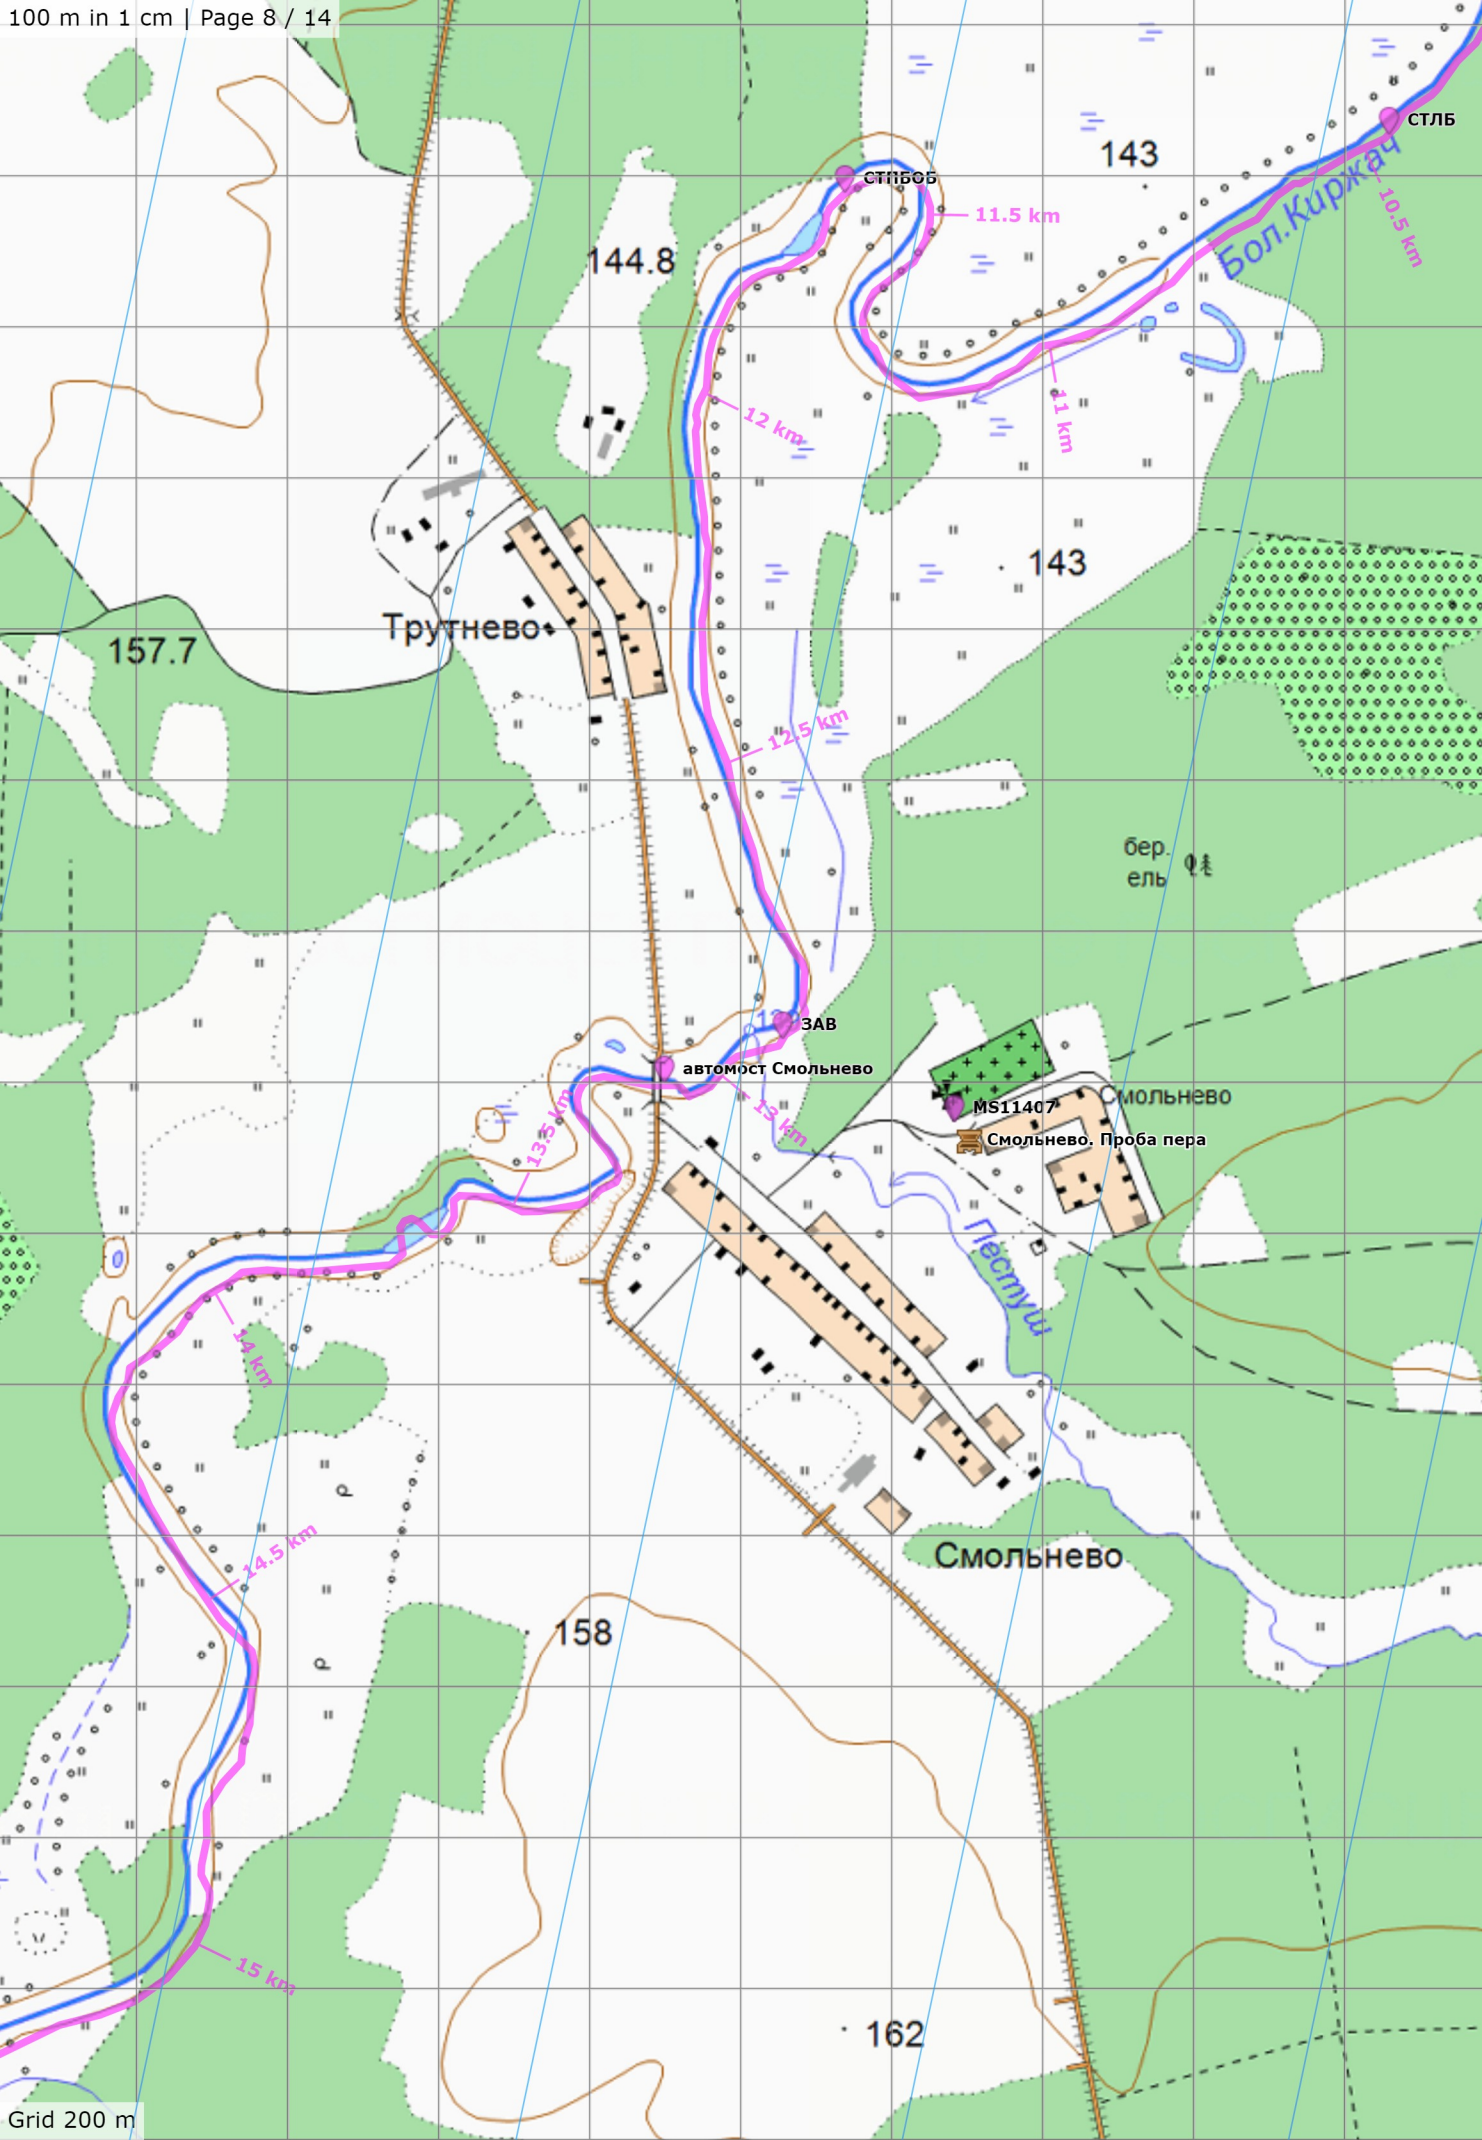 100 m in 1 cm | Page 8 / 14
СТЛБ
143
Бол.Киржач
СТПБОБ
10.5 km
11.5 km
144.8
12 km
11 km
143
Трутнево
157.7
12.5 km
бер.
ель
ЗАВ
автомост Смольнево
Смольнево
MS11407
13 km
13.5 km
Смольнево. Проба пера
Пестуш
14 km
14.5 km
Смольнево
158
15 km
162
Grid 200 m